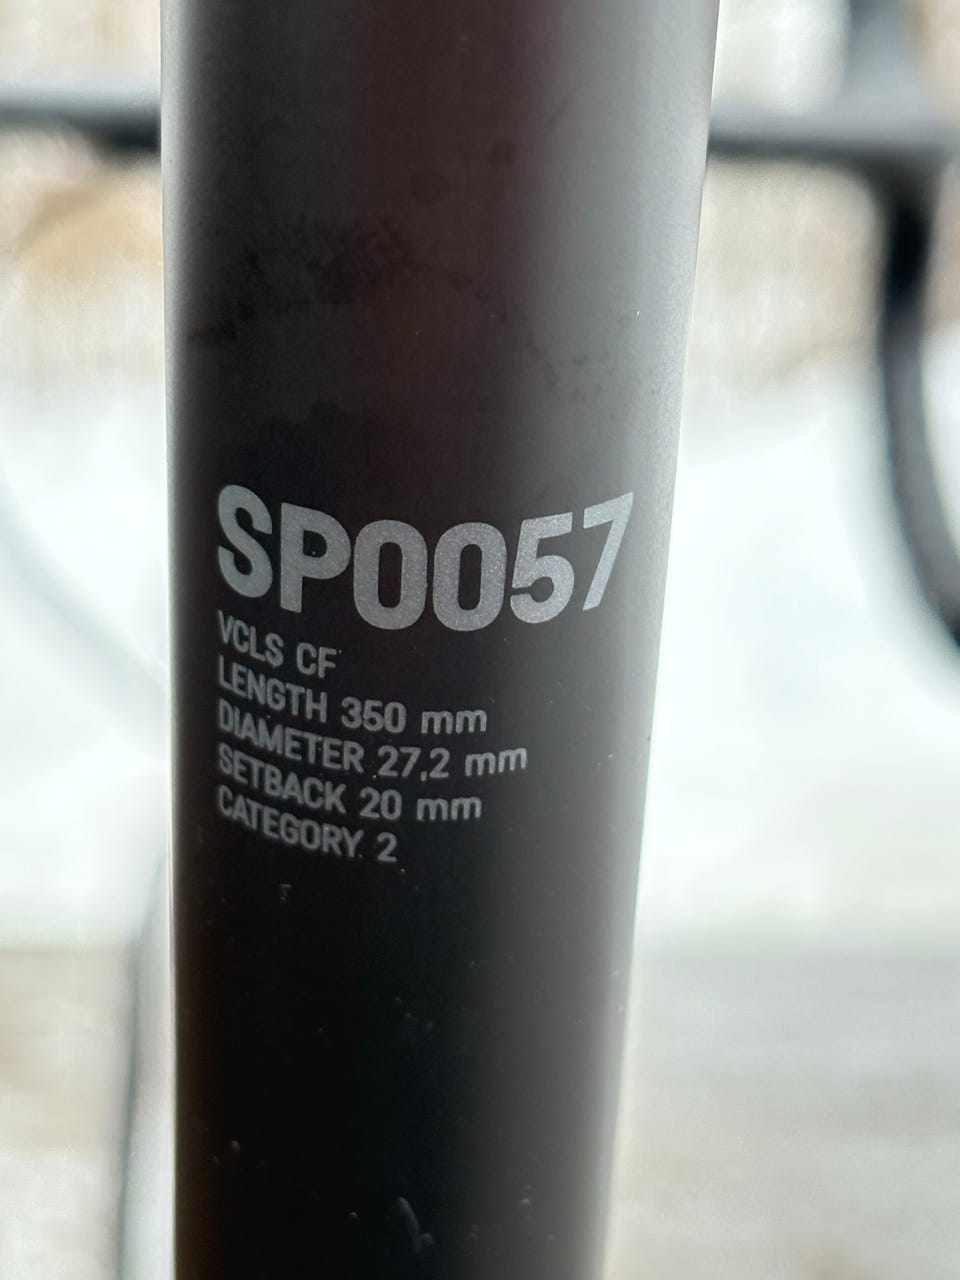 SP0057
VCLS CF
LENGTH 350 mm
DIAMETER 27,2 mm
SETBACK 20 mm
CATEGORY 2